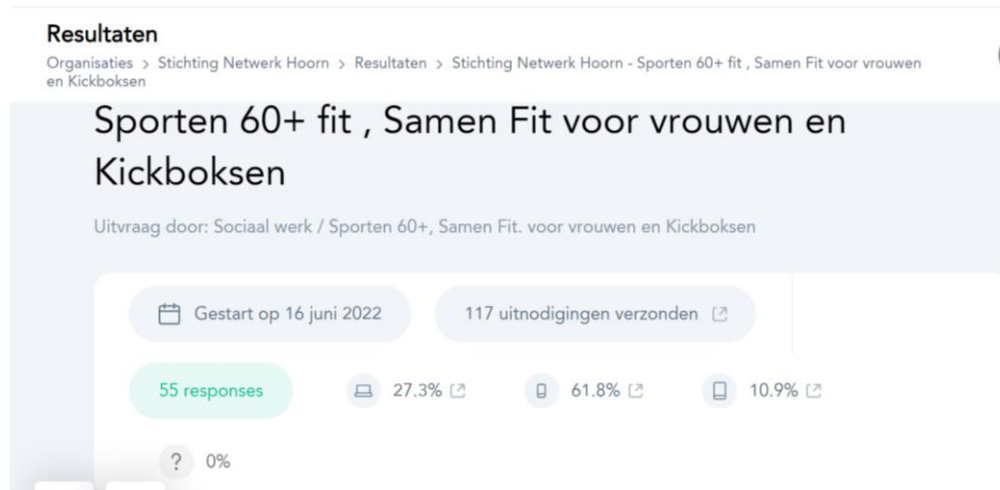 Resultaten
Organisaties > Stichting Netwerk Hoorn > Resultaten > Stichting Netwerk Hoorn - Sporten 60+ fit , Samen Fit voor vrouwen
en Kickboksen
Sporten 60+ fit , Samen Fit voor vrouwen en
Kickboksen
Uitvraag door: Sociaal werk / Sporten 60+, Samen Fit. voor vrouwen en Kickboksen
Gestart op 16 juni 2022 117 uitnodigingen verzonden
55 responses 27.3% 61.8% 10.9%
? 0%